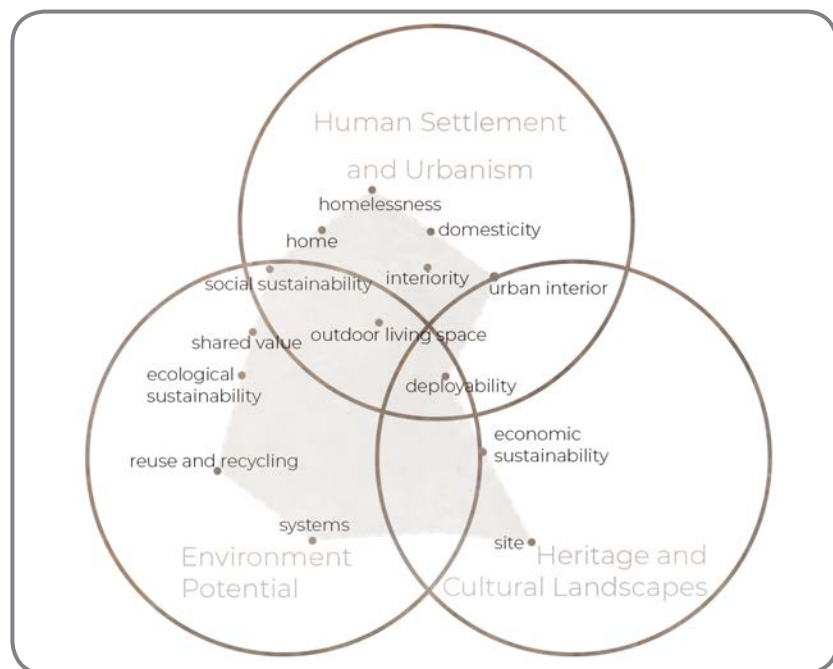 Human Settlement
and Urbanism
homelessness
domesticity
home
interiority
social sustainability
urban interior
outdoor living space
shared value
ecological
sustainability
deployability
economic
sustainability
reuse and recycling
systems
site
Environment
Potential
Heritage and
Cultural Landscapes